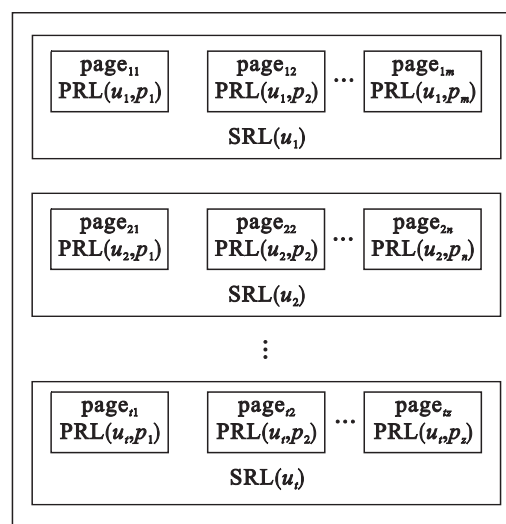 page₁₁ page₁₂ ... page₁ₘ
PRL(u₁,p₁) PRL(u₁,p₂) PRL(u₁,pₘ)
SRL(u₁)
page₂₁ page₂₂ ... page₂ₙ
PRL(u₂,p₁) PRL(u₂,p₂) PRL(u₂,pₙ)
SRL(u₂)
⋮
pageₜ₁ pageₜ₂ ... page_tz
PRL(uₜ,p₁) PRL(uₜ,p₂) PRL(uₜ,p_z)
SRL(uₜ)